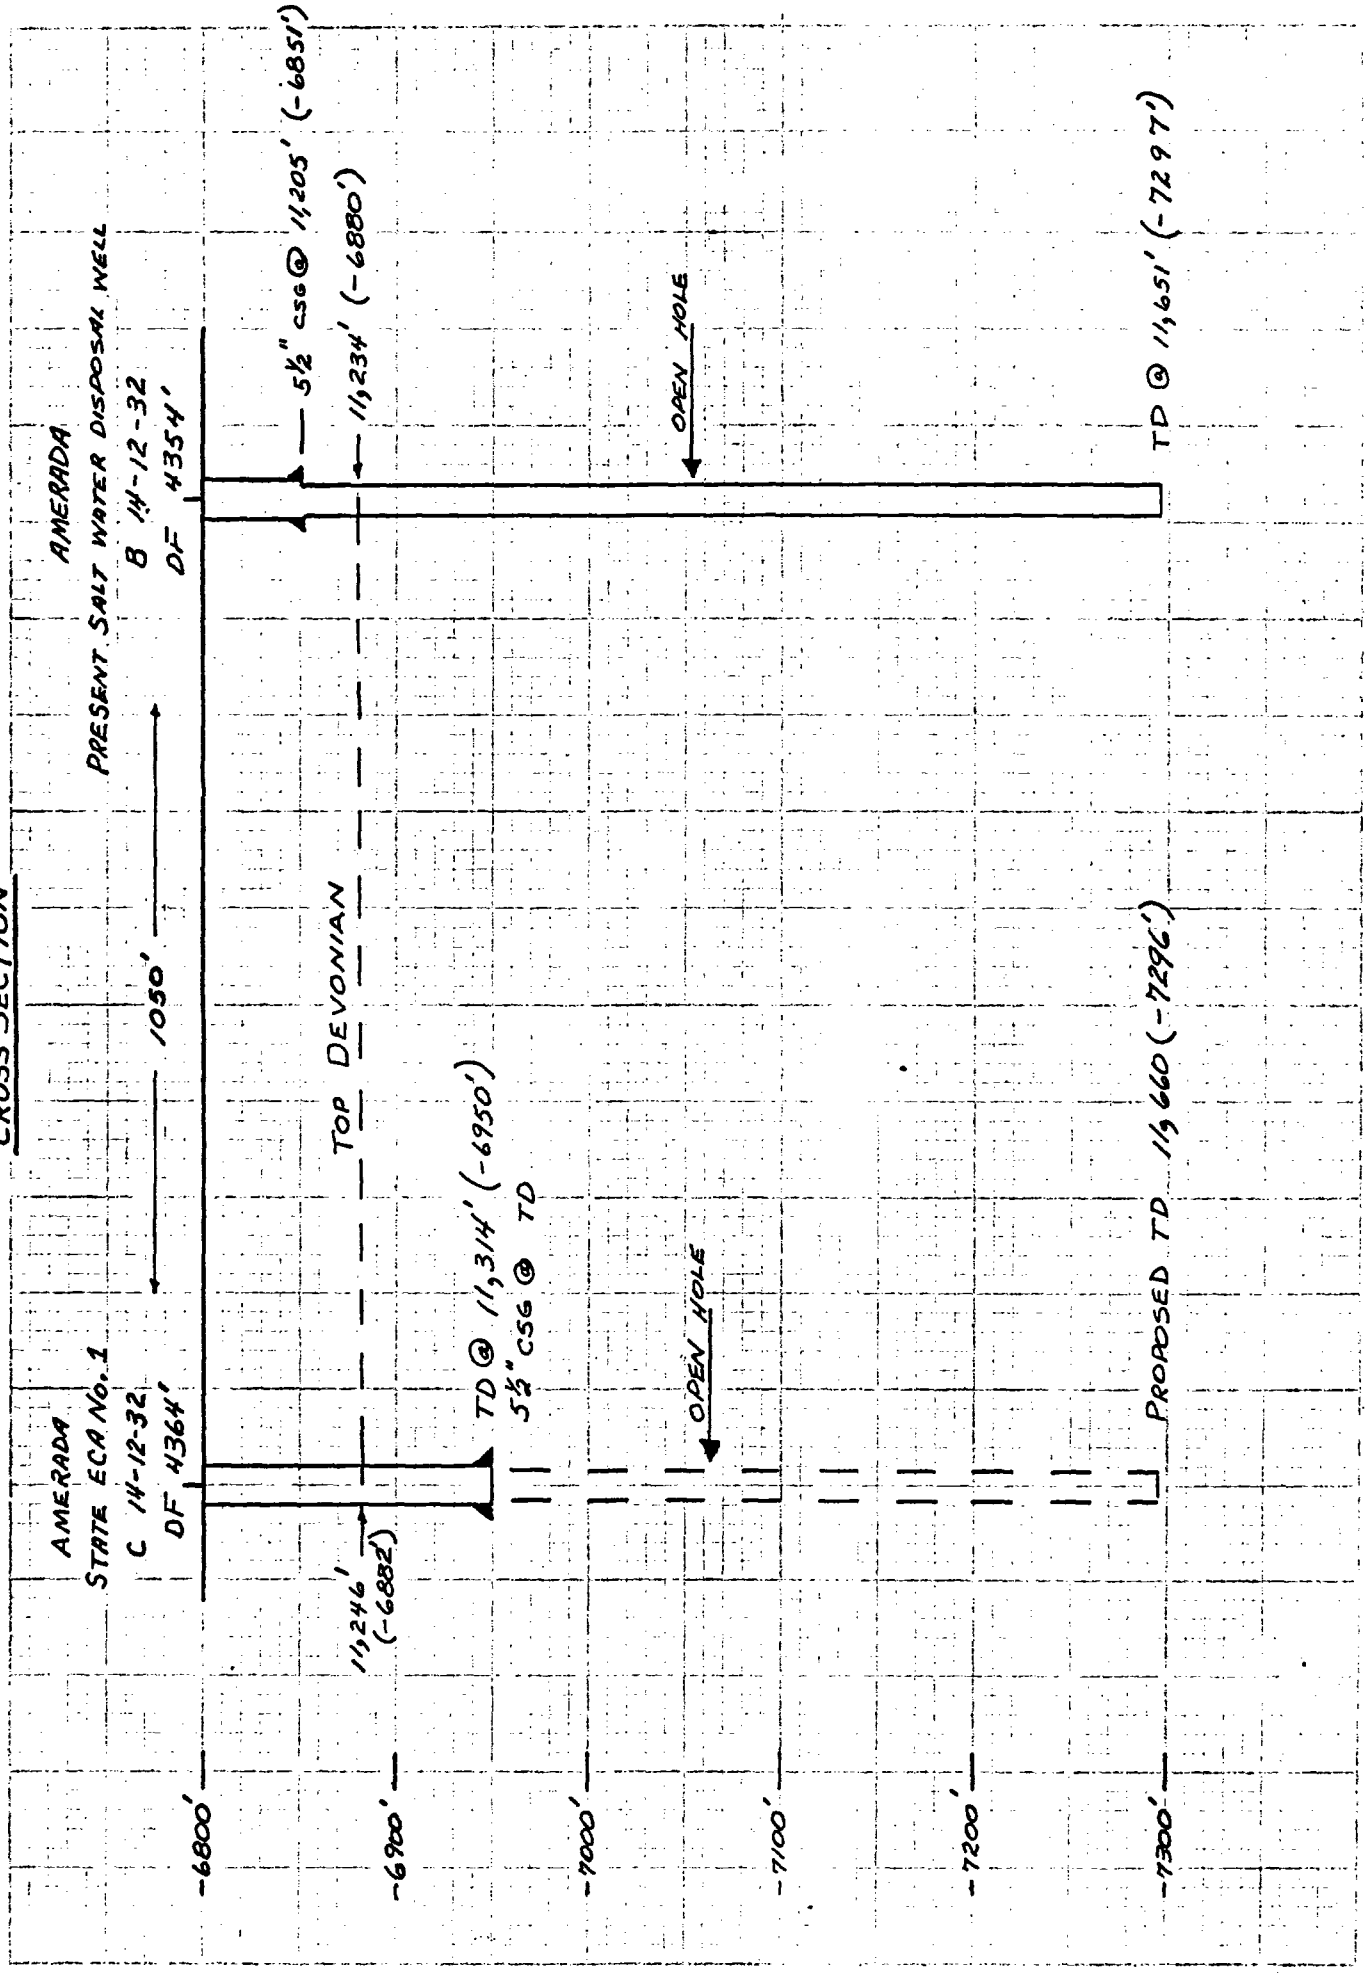 CROSS SECTION
AMERADA
STATE ECA No. 1
C 14-12-32
DF 4364'
1050'
AMERADA
PRESENT SALT WATER DISPOSAL WELL
B 14-12-32
DF 4354'
-6800'
-6900'
-7000'
-7100'
-7200'
-7300'
5½" CSG @ 11,205' (-6851')
11,234' (-6880')
TOP DEVONIAN
11,246'
(-6882')
TD @ 11,314' (-6950')
5½" CSG @ TD
OPEN HOLE
OPEN HOLE
PROPOSED TD 11,660 (-7296')
TD @ 11,651' (-7297')